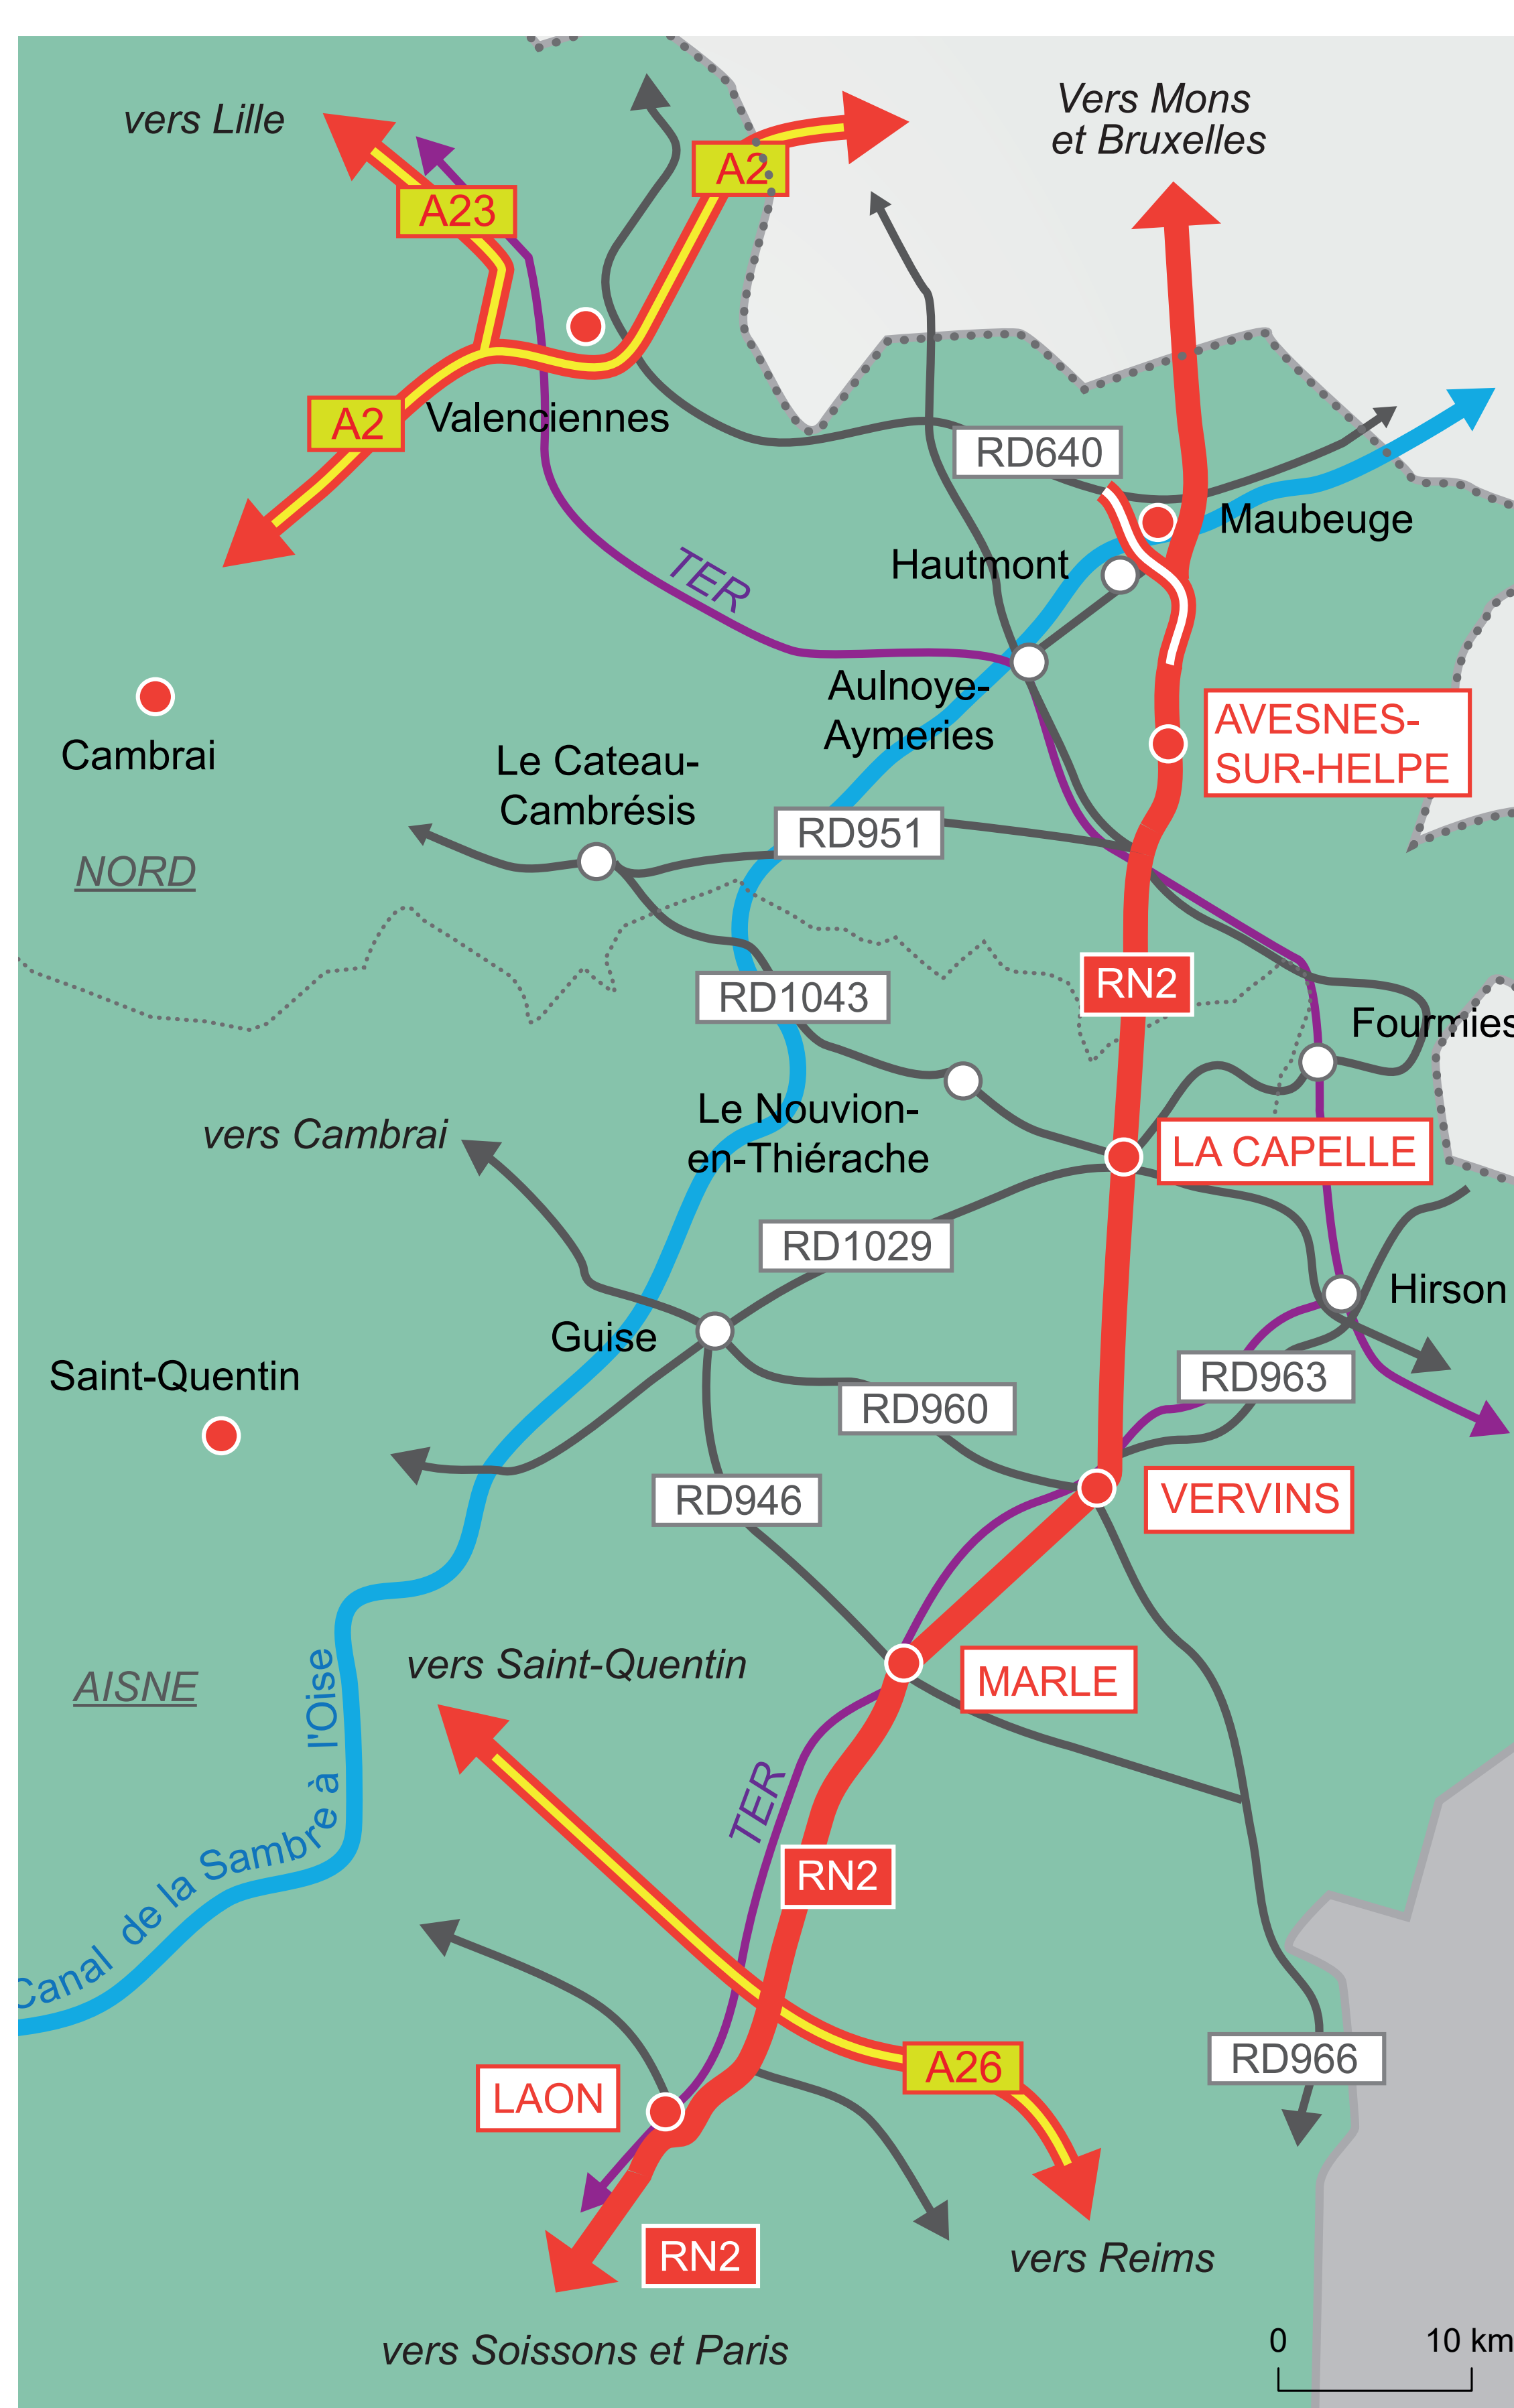 vers Lille
Vers Mons
et Bruxelles
A2
A23
A2
Valenciennes
RD640
Maubeuge
Hautmont
TER
Aulnoye-
Aymeries
AVESNES-
SUR-HELPE
Cambrai
Le Cateau-
Cambrésis
RD951
NORD
RN2
RD1043
Fourmies
Le Nouvion-
en-Thiérache
vers Cambrai
LA CAPELLE
RD1029
Hirson
Guise
Saint-Quentin
RD963
RD960
RD946
VERVINS
vers Saint-Quentin
MARLE
AISNE
TER
RN2
Canal de la Sambre à l'Oise
RD966
A26
LAON
RN2
vers Reims
vers Soissons et Paris
0 10 km